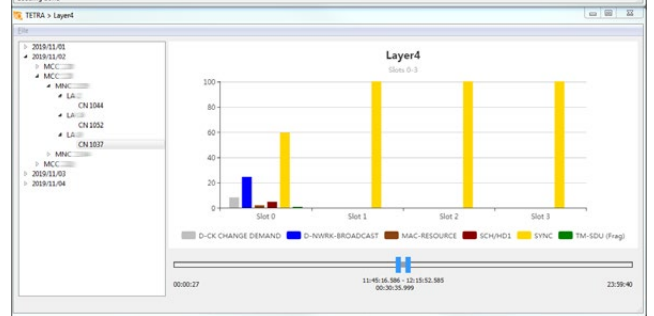 TETRA > Layer4
File
2019/11/01
2019/11/02
MCC
MCC
MNC
LA
CN 1044
LA
CN 1052
LA
CN 1037
MNC
MCC
2019/11/03
2019/11/04
Layer4
Slots 0-3
100
80
60
40
20
0
Slot 0 Slot 1 Slot 2 Slot 3
D-CK CHANGE DEMAND D-NWRK-BROADCAST MAC-RESOURCE SCH/HD1 SYNC TM-SDU (Frag)
00:00:27 11:45:16.586 - 12:15:52.585 23:59:40
00:30:35.999